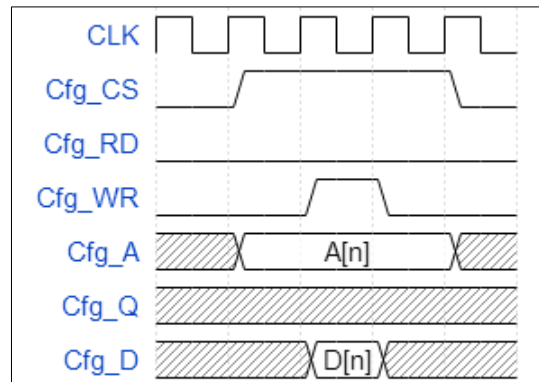 CLK
Cfg_CS
Cfg_RD
Cfg_WR
Cfg_A A[n]
Cfg_Q
Cfg_D D[n]